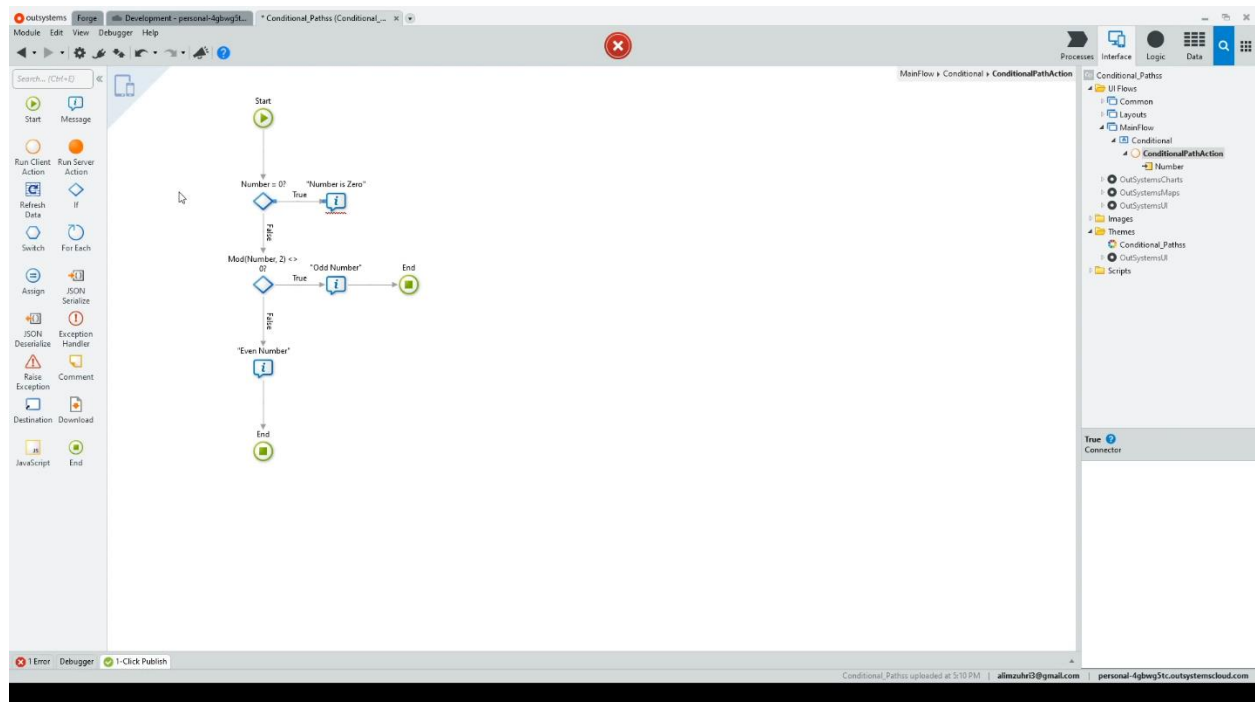 outsystems Forge Development - personal-4gbwg5t... * Conditional_Pathss (Conditional_...
Module Edit View Debugger Help
Processes Interface Logic Data
Search... (Ctrl+E)
Start Message
Run Client Action Run Server Action
Refresh Data If
Switch For Each
Assign JSON Serialize
JSON Deserialize Exception Handler
Raise Exception Comment
Destination Download
JavaScript End
MainFlow Conditional ConditionalPathAction
Start
Number = 0? "Number is Zero"
True
False
Mod(Number, 2) <>
0? "Odd Number" End
True
False
"Even Number"
End
Conditional_Pathss
UI Flows
Common
Layouts
MainFlow
Conditional
ConditionalPathAction
Number
OutSystemsCharts
OutSystemsMaps
OutSystemsUI
Images
Themes
Conditional_Pathss
OutSystemsUI
Scripts
True
Connector
1 Error Debugger 1-Click Publish
Conditional_Pathss uploaded at 5:10 PM | alimzuhri3@gmail.com | personal-4gbwg5tc.outsystemscloud.com